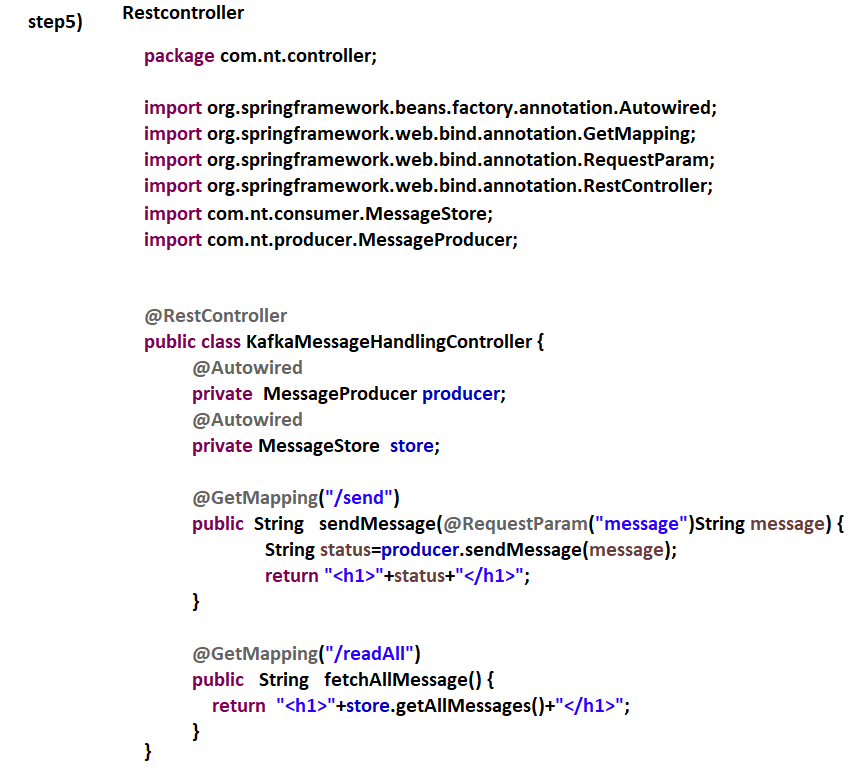 step5) Restcontroller
package com.nt.controller;
import org.springframework.beans.factory.annotation.Autowired;
import org.springframework.web.bind.annotation.GetMapping;
import org.springframework.web.bind.annotation.RequestParam;
import org.springframework.web.bind.annotation.RestController;
import com.nt.consumer.MessageStore;
import com.nt.producer.MessageProducer;
@RestController
public class KafkaMessageHandlingController {
@Autowired
private  MessageProducer producer;
@Autowired
private MessageStore  store;
@GetMapping("/send")
public  String   sendMessage(@RequestParam("message")String message) {
String status=producer.sendMessage(message);
return "<h1>"+status+"</h1>";
}
@GetMapping("/readAll")
public   String   fetchAllMessage() {
return  "<h1>"+store.getAllMessages()+"</h1>";
}
}